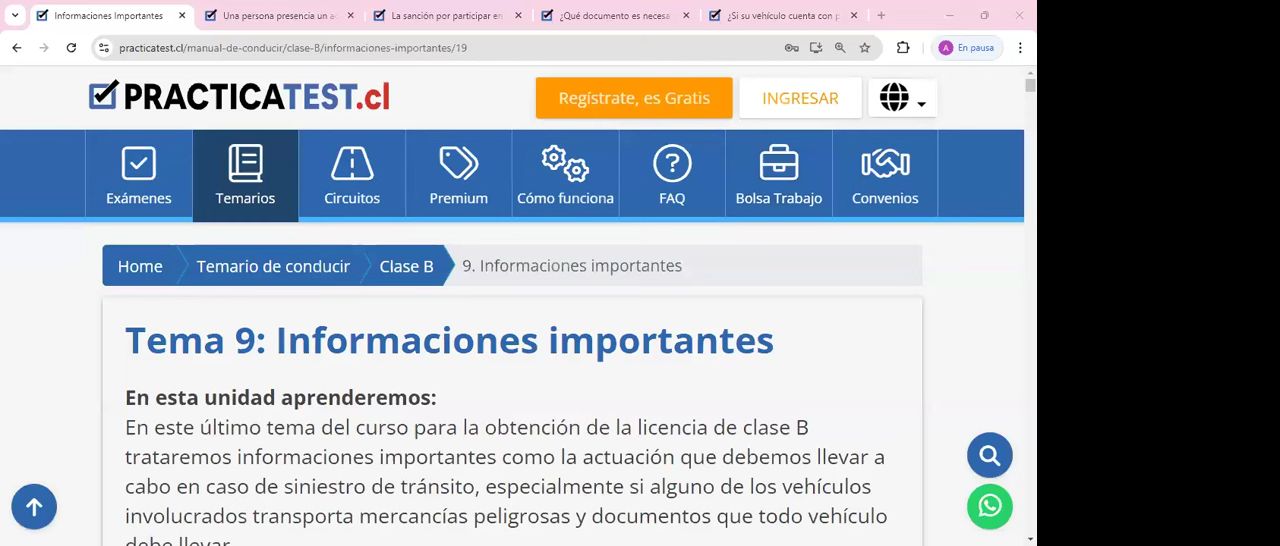 Informaciones Importantes
Una persona presencia un a
La sanción por participar en
¿Qué documento es necesa
¿Si su vehículo cuenta con p
practicatest.cl/manual-de-conducir/clase-B/informaciones-importantes/19
A En pausa
PRACTICATEST.cl
Regístrate, es Gratis
INGRESAR
Exámenes
Temarios
Circuitos
Premium
Cómo funciona
FAQ
Bolsa Trabajo
Convenios
Home
Temario de conducir
Clase B
9. Informaciones importantes
Tema 9: Informaciones importantes
En esta unidad aprenderemos:
En este último tema del curso para la obtención de la licencia de clase B
trataremos informaciones importantes como la actuación que debemos llevar a
cabo en caso de siniestro de tránsito, especialmente si alguno de los vehículos
involucrados transporta mercancías peligrosas y documentos que todo vehículo
debe llevar.